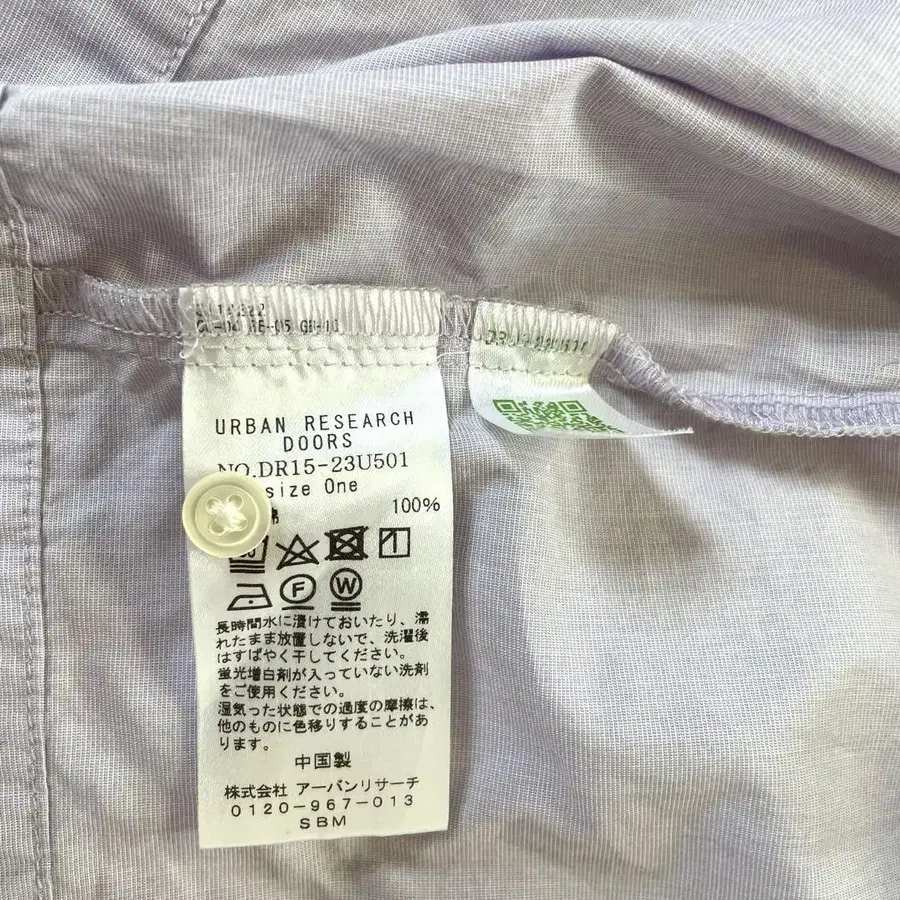 URBAN RESEARCH
DOORS
NO.DR15-23U501
size One
綿 100%
F W
長時間水に漬けておいたり、濡
れたまま放置しないで、洗濯後
はすばやく干してください。
蛍光増白剤が入っていない洗剤
をご使用ください。
湿気った状態での過度の摩擦は、
他のものに色移りすることがあ
ります。
中国製
株式会社 アーバンリサーチ
0120-967-013
SBM